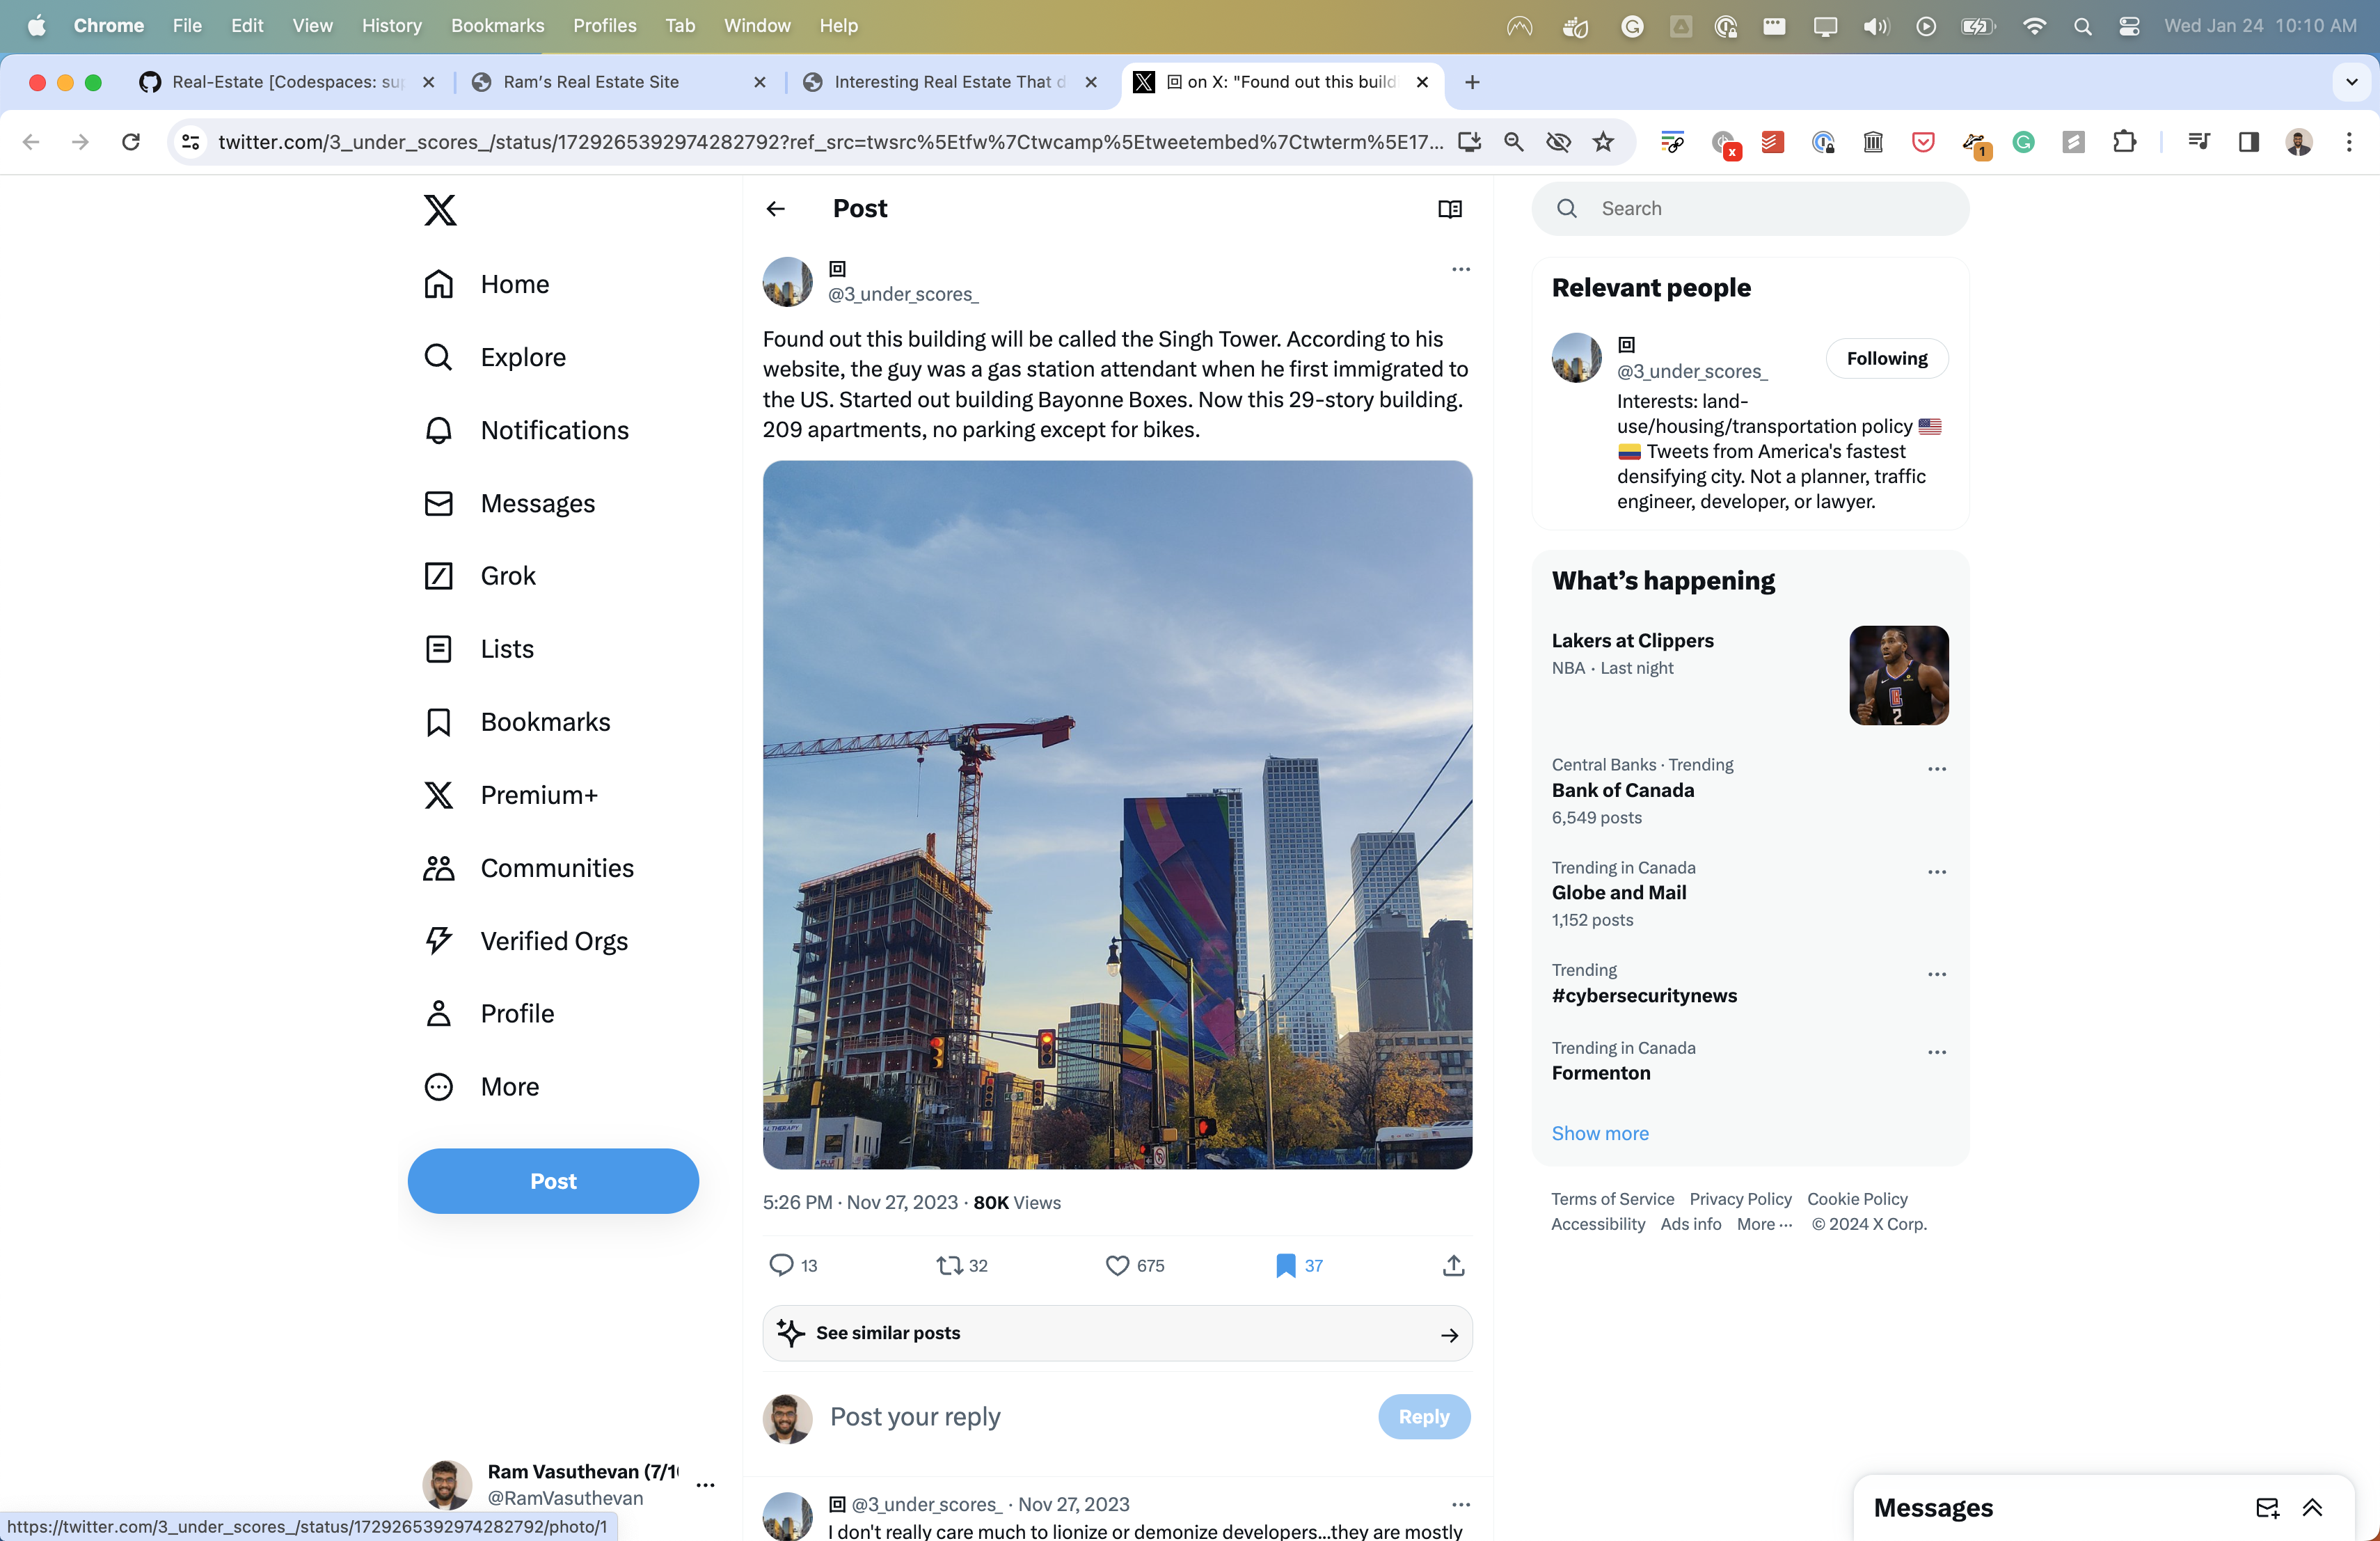 Chrome File Edit View History Bookmarks Profiles Tab Window Help Wed Jan 24 10:10 AM
Real-Estate [Codespaces: su
Ram's Real Estate Site
Interesting Real Estate That d
回 on X: "Found out this build
twitter.com/3_under_scores_/status/1729265392974282792?ref_src=twsrc%5Etfw%7Ctwcamp%5Etweetembed%7Ctwterm%5E17...
x
1
Home
Explore
Notifications
Messages
Grok
Lists
Bookmarks
Premium+
Communities
Verified Orgs
Profile
More
Post
Ram Vasuthevan (7/1
@RamVasuthevan
https://twitter.com/3_under_scores_/status/1729265392974282792/photo/1
Post
回
@3_under_scores_
Found out this building will be called the Singh Tower. According to his
website, the guy was a gas station attendant when he first immigrated to
the US. Started out building Bayonne Boxes. Now this 29-story building.
209 apartments, no parking except for bikes.
AL THERAPY
5:26 PM · Nov 27, 2023 · 80K Views
13 32 675 37
See similar posts
Post your reply
Reply
回 @3_under_scores_ · Nov 27, 2023
I don't really care much to lionize or demonize developers...they are mostly
Search
Relevant people
回
@3_under_scores_
Following
Interests: land-
use/housing/transportation policy 🇺🇸
🇨🇴 Tweets from America's fastest
densifying city. Not a planner, traffic
engineer, developer, or lawyer.
What's happening
Lakers at Clippers
NBA · Last night
2
Central Banks · Trending
Bank of Canada
6,549 posts
Trending in Canada
Globe and Mail
1,152 posts
Trending
#cybersecuritynews
Trending in Canada
Formenton
Show more
Terms of Service Privacy Policy Cookie Policy
Accessibility Ads info More ··· © 2024 X Corp.
Messages